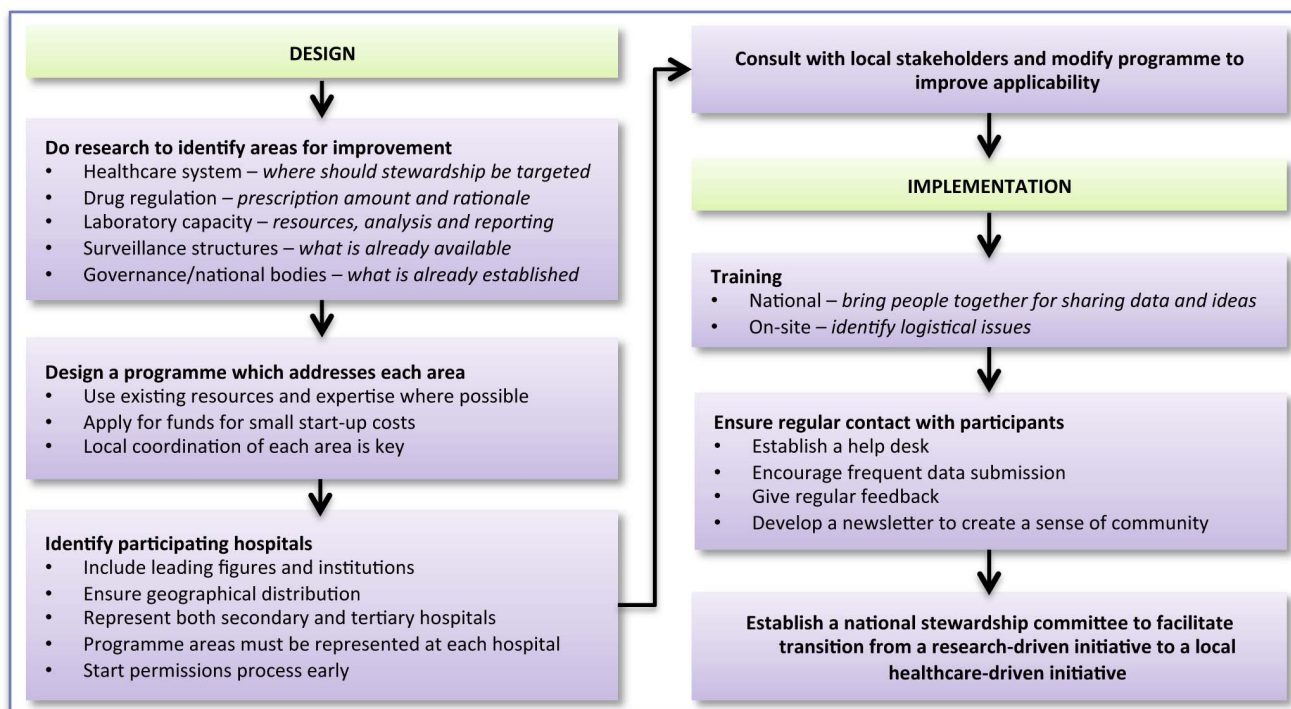 DESIGN
Do research to identify areas for improvement
• Healthcare system – where should stewardship be targeted
• Drug regulation – prescription amount and rationale
• Laboratory capacity – resources, analysis and reporting
• Surveillance structures – what is already available
• Governance/national bodies – what is already established
Design a programme which addresses each area
• Use existing resources and expertise where possible
• Apply for funds for small start-up costs
• Local coordination of each area is key
Identify participating hospitals
• Include leading figures and institutions
• Ensure geographical distribution
• Represent both secondary and tertiary hospitals
• Programme areas must be represented at each hospital
• Start permissions process early
Consult with local stakeholders and modify programme to
improve applicability
IMPLEMENTATION
Training
• National – bring people together for sharing data and ideas
• On-site – identify logistical issues
Ensure regular contact with participants
• Establish a help desk
• Encourage frequent data submission
• Give regular feedback
• Develop a newsletter to create a sense of community
Establish a national stewardship committee to facilitate
transition from a research-driven initiative to a local
healthcare-driven initiative